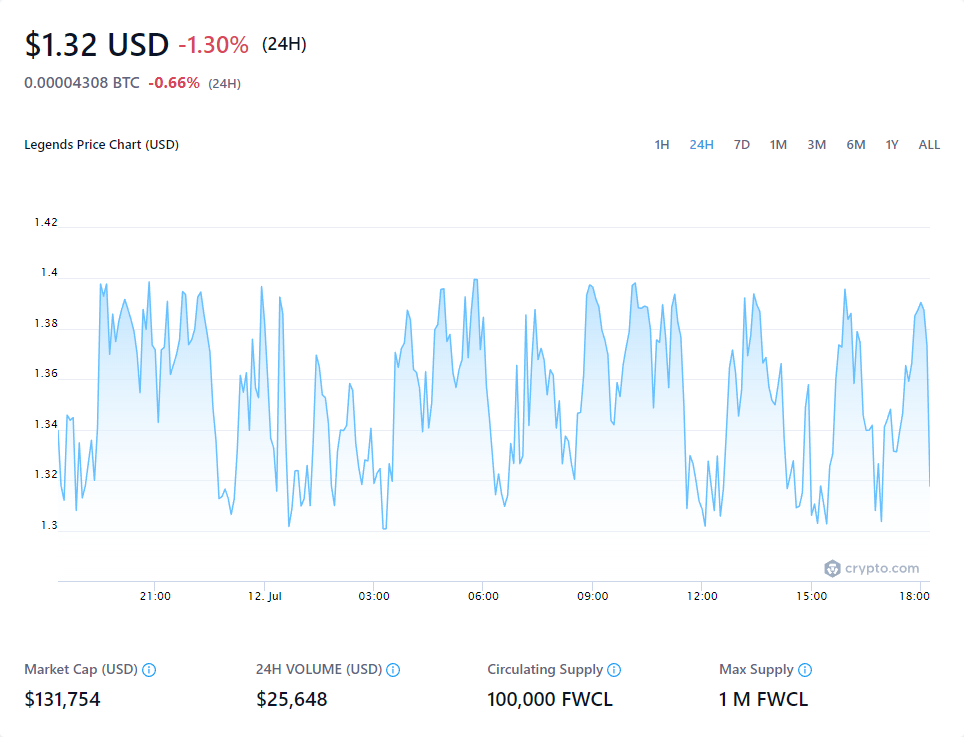 $1.32 USD -1.30% (24H)
0.00004308 BTC -0.66% (24H)
Legends Price Chart (USD) 1H 24H 7D 1M 3M 6M 1Y ALL
1.42
1.4
1.38
1.36
1.34
1.32
1.3
crypto.com
21:00 12. Jul 03:00 06:00 09:00 12:00 15:00 18:00
Market Cap (USD) 24H VOLUME (USD) Circulating Supply Max Supply
$131,754 $25,648 100,000 FWCL 1 M FWCL